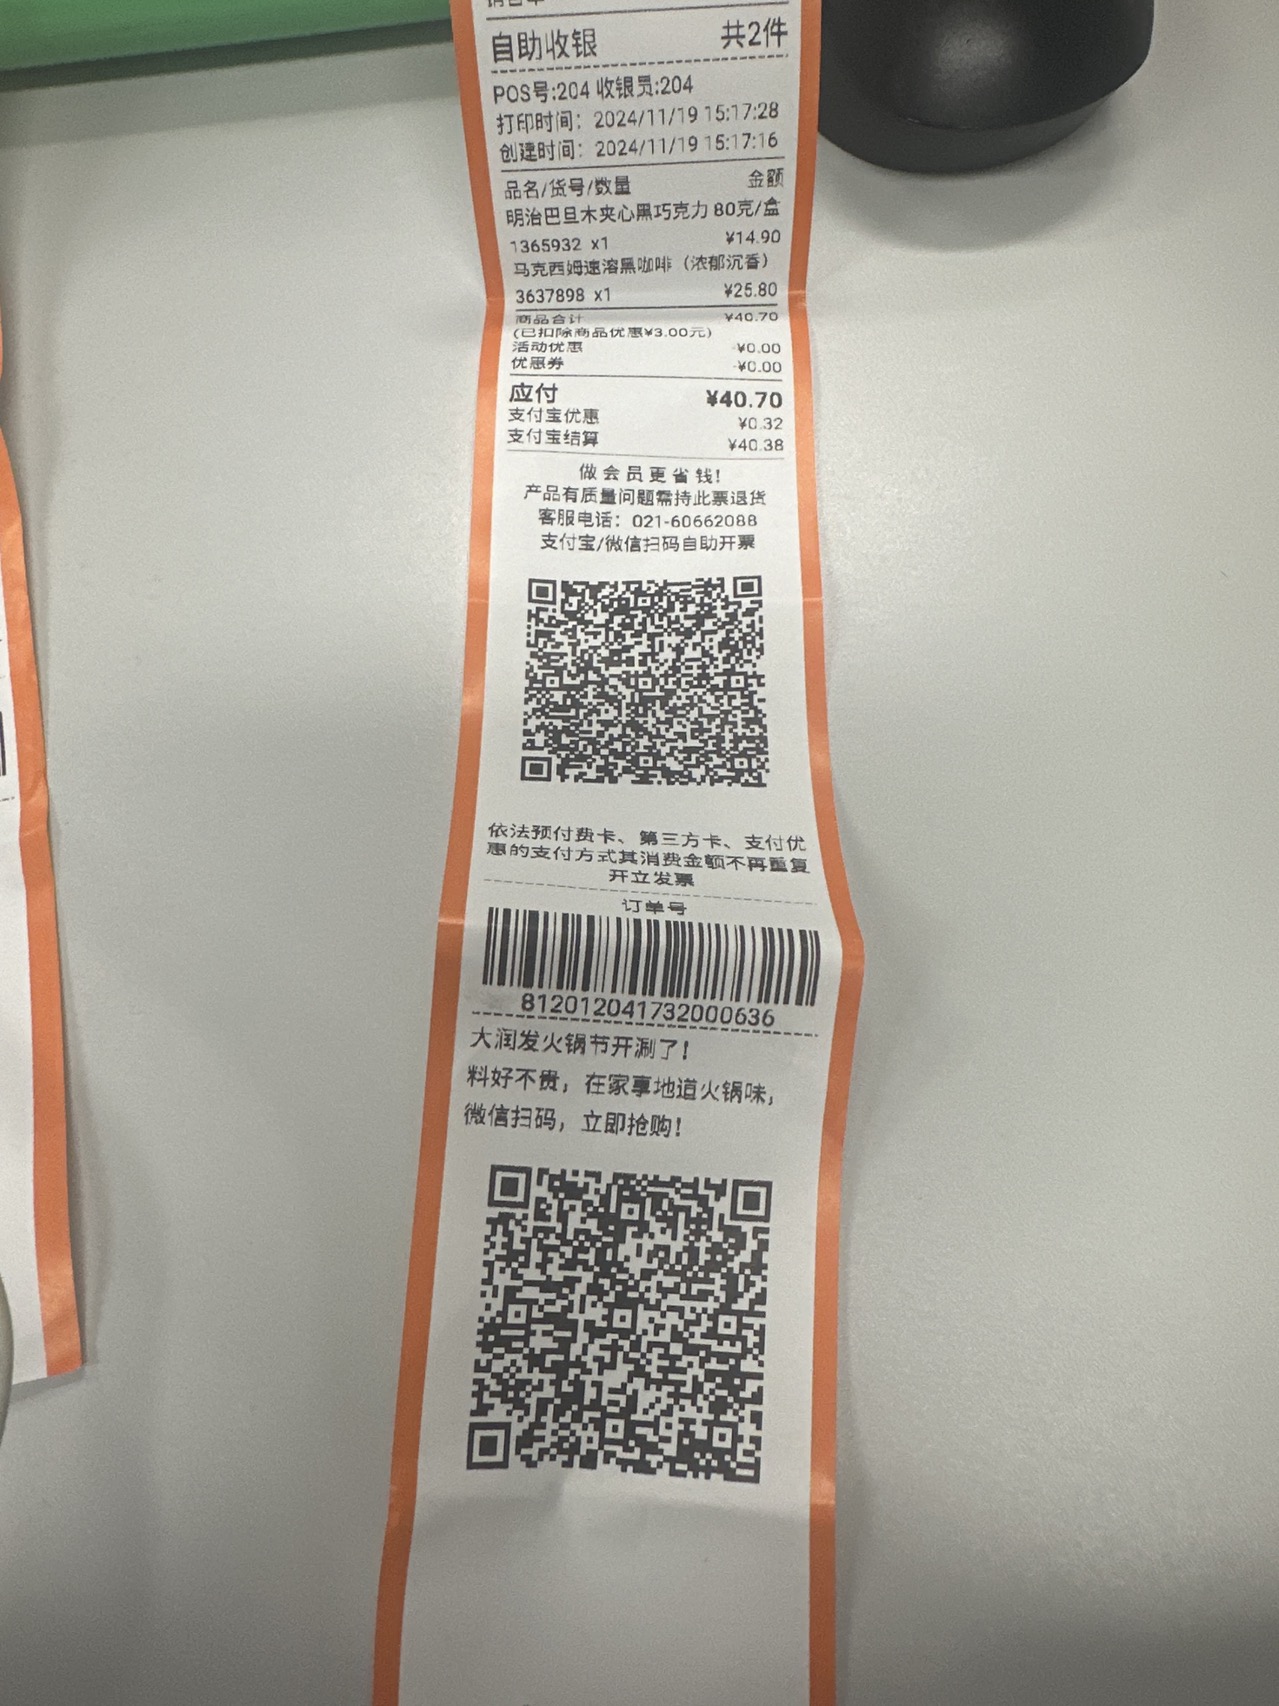 自助收银 共2件
POS号:204 收银员:204
打印时间：2024/11/19 15:17:28
创建时间：2024/11/19 15:17:16
品名/货号/数量 金额
明治巴旦木夹心黑巧克力 80克/盒
1365932 x1 ¥14.90
马克西姆速溶黑咖啡（浓郁沉香）
3637898 x1 ¥25.80
商品合计 ¥40.70
(已扣除商品优惠¥3.00元)
活动优惠 -¥0.00
优惠券 -¥0.00
应付 ¥40.70
支付宝优惠 ¥0.32
支付宝结算 ¥40.38
做会员更省钱!
产品有质量问题需持此票退货
客服电话：021-60662088
支付宝/微信扫码自助开票
依法预付费卡、第三方卡、支付优
惠的支付方式其消费金额不再重复
开立发票
订单号
812012041732000636
大润发火锅节开涮了！
料好不贵，在家享地道火锅味，
微信扫码，立即抢购！